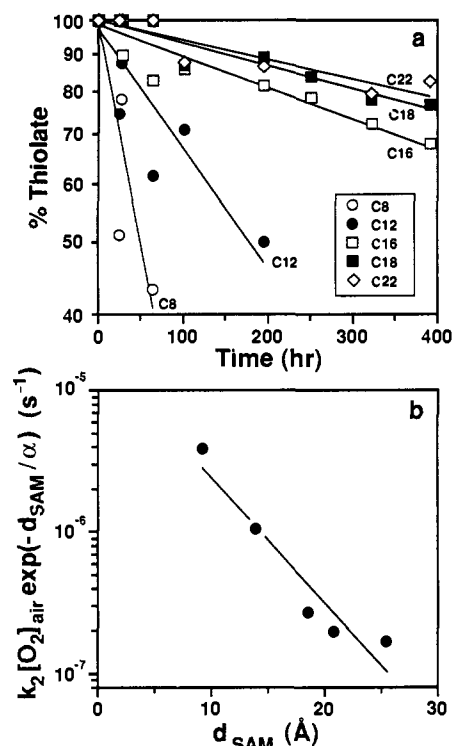 a
100
90
80
70
60
50
40
% Thiolate
C22
C18
C16
C12
C8
C8
C12
C16
C18
C22
0 100 200 300 400
Time (hr)
b
10^-5
10^-6
10^-7
k2 [O2]air exp(-dSAM/α) (s^-1)
0 10 20 30
dSAM (Å)